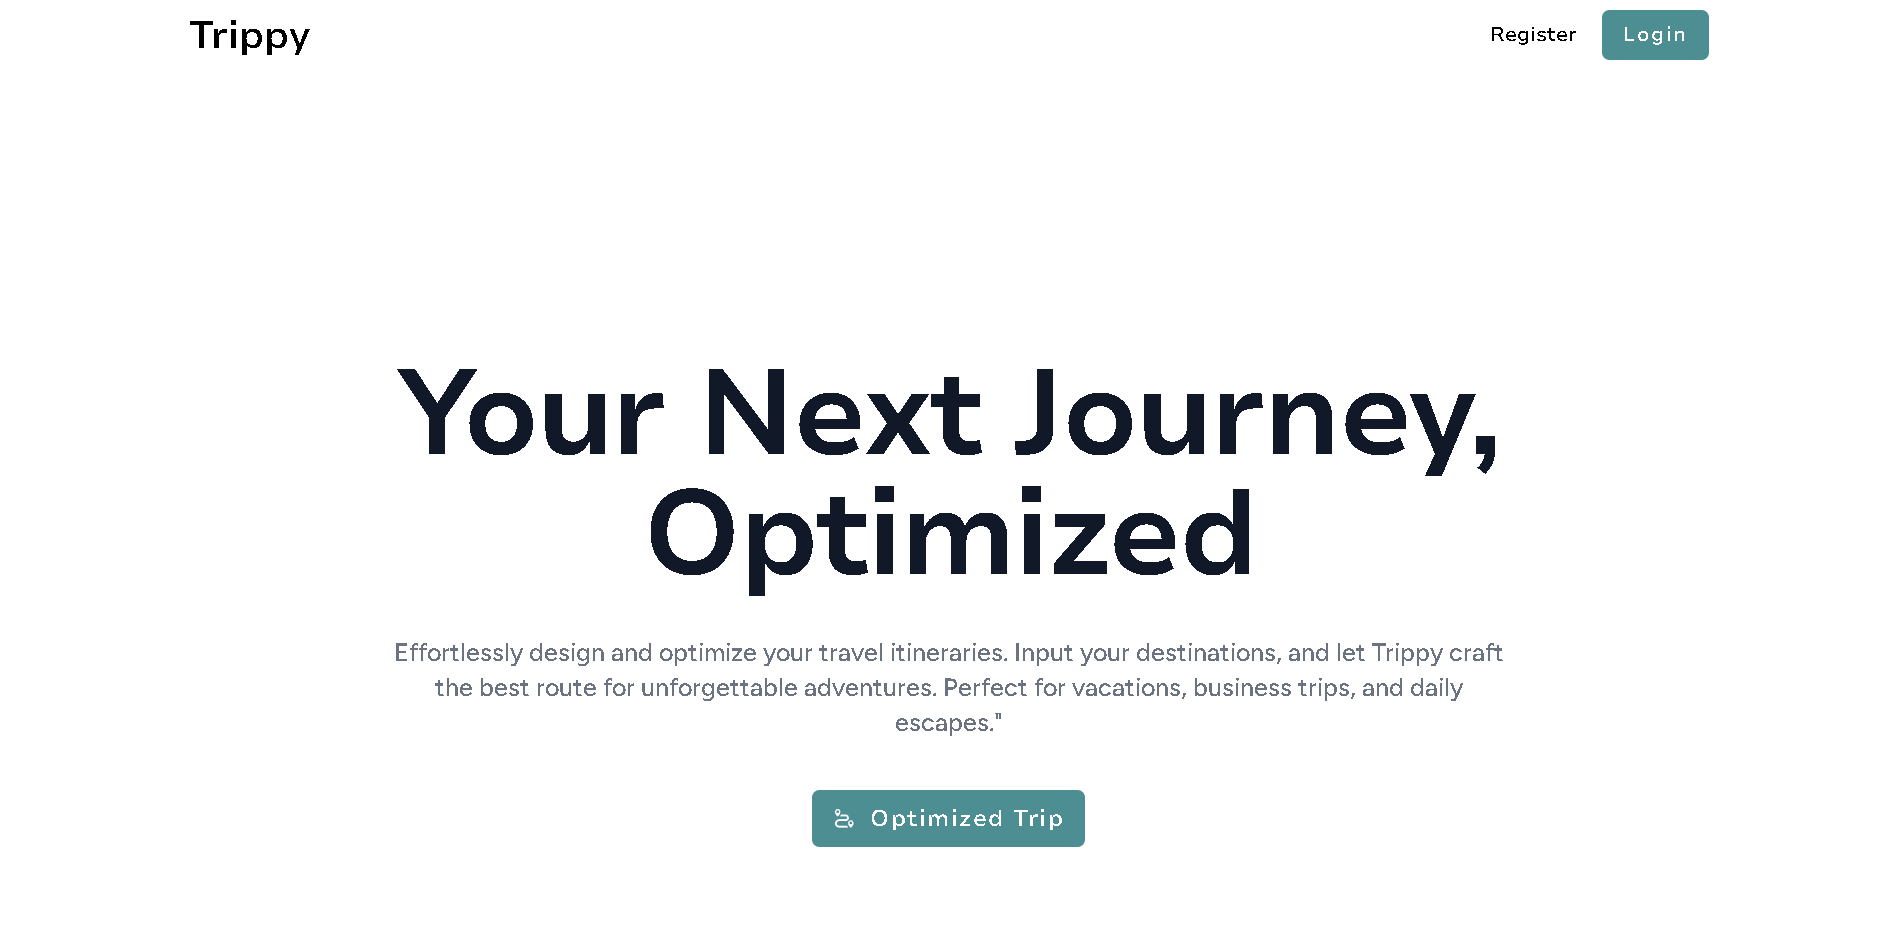 Trippy
Register
Login
Your Next Journey,
Optimized
Effortlessly design and optimize your travel itineraries. Input your destinations, and let Trippy craft
the best route for unforgettable adventures. Perfect for vacations, business trips, and daily
escapes."
Optimized Trip